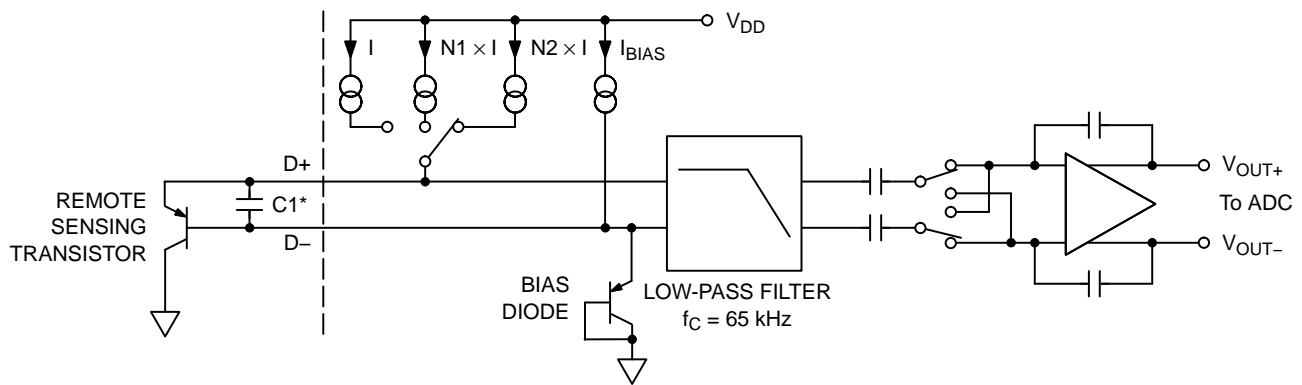 V_DD
I
N1 × I
N2 × I
I_BIAS
D+
REMOTE
SENSING
TRANSISTOR
C1*
D−
BIAS
DIODE
LOW-PASS FILTER
f_C = 65 kHz
V_OUT+
To ADC
V_OUT−